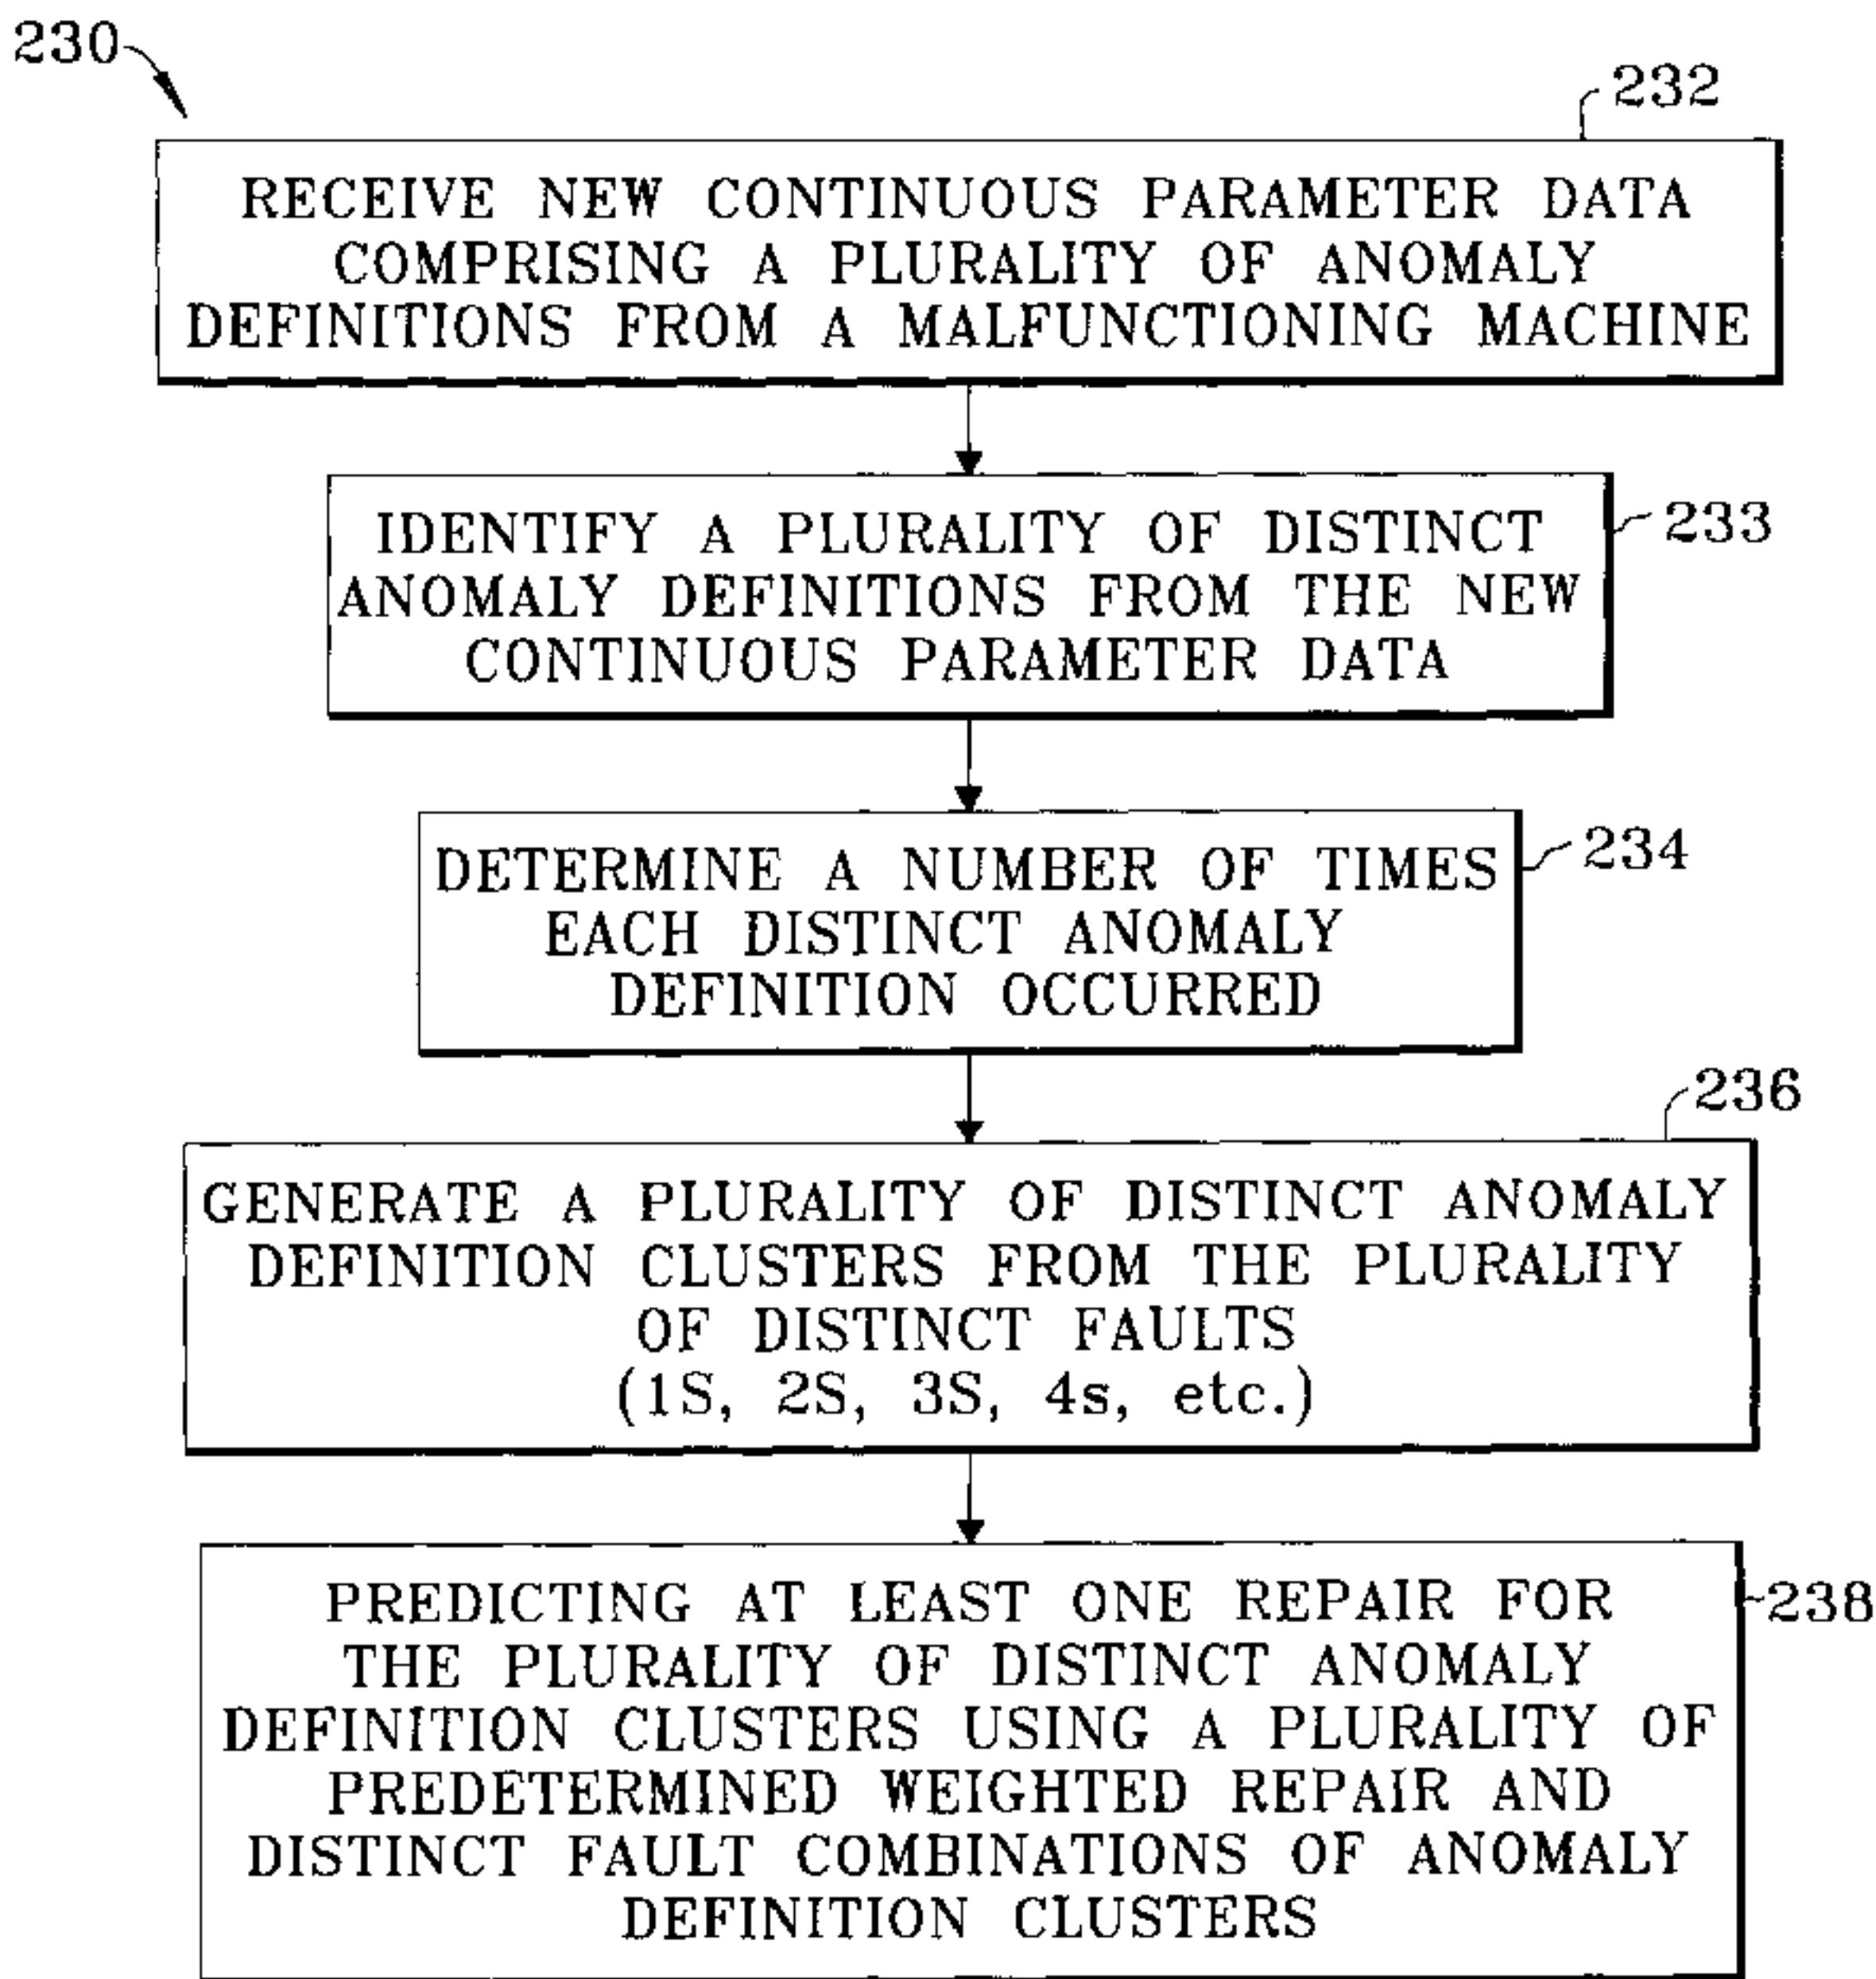 230
232
RECEIVE NEW CONTINUOUS PARAMETER DATA
COMPRISING A PLURALITY OF ANOMALY
DEFINITIONS FROM A MALFUNCTIONING MACHINE
233
IDENTIFY A PLURALITY OF DISTINCT
ANOMALY DEFINITIONS FROM THE NEW
CONTINUOUS PARAMETER DATA
234
DETERMINE A NUMBER OF TIMES
EACH DISTINCT ANOMALY
DEFINITION OCCURRED
236
GENERATE A PLURALITY OF DISTINCT ANOMALY
DEFINITION CLUSTERS FROM THE PLURALITY
OF DISTINCT FAULTS
(1S, 2S, 3S, 4s, etc.)
238
PREDICTING AT LEAST ONE REPAIR FOR
THE PLURALITY OF DISTINCT ANOMALY
DEFINITION CLUSTERS USING A PLURALITY OF
PREDETERMINED WEIGHTED REPAIR AND
DISTINCT FAULT COMBINATIONS OF ANOMALY
DEFINITION CLUSTERS